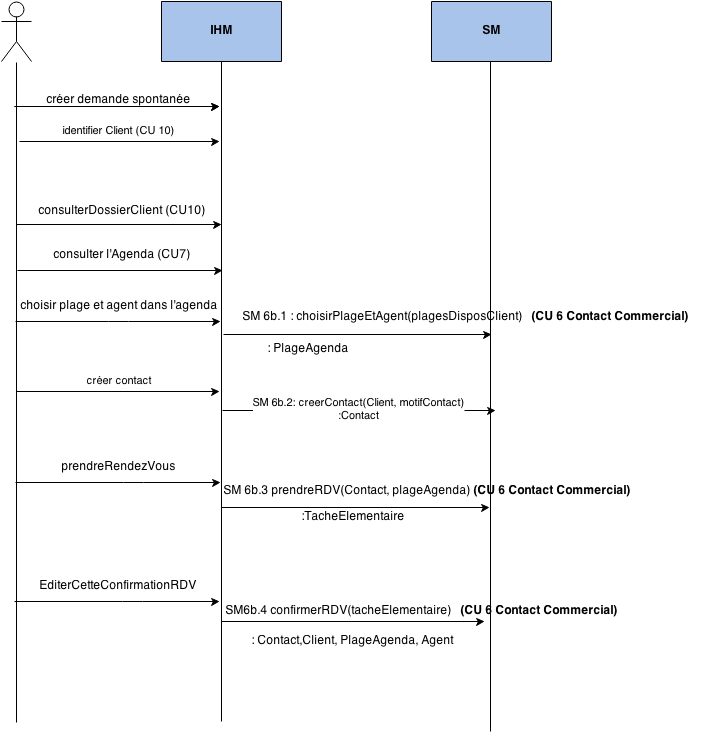 IHM
SM
créer demande spontanée
identifier Client (CU 10)
consulterDossierClient (CU10)
consulter l'Agenda (CU7)
choisir plage et agent dans l'agenda
SM 6b.1 : choisirPlageEtAgent(plagesDisposClient) (CU 6 Contact Commercial)
: PlageAgenda
créer contact
SM 6b.2: creerContact(Client, motifContact)
:Contact
prendreRendezVous
SM 6b.3 prendreRDV(Contact, plageAgenda) (CU 6 Contact Commercial)
:TacheElementaire
EditerCetteConfirmationRDV
SM6b.4 confirmerRDV(tacheElementaire) (CU 6 Contact Commercial)
: Contact,Client, PlageAgenda, Agent